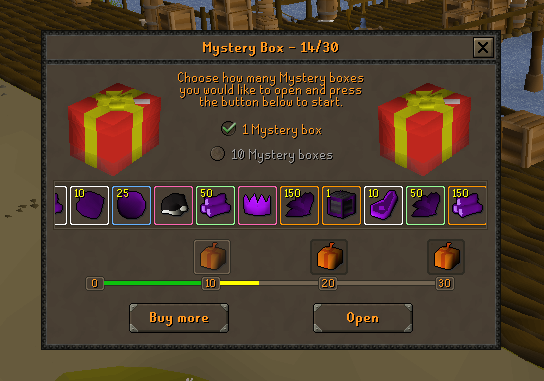 Mystery Box - 14/30
Choose how many Mystery boxes
you would like to open and press
the button below to start.
1 Mystery box
10 Mystery boxes
10 25 50 150 1 10 50 150
0 10 20 30
Buy more Open